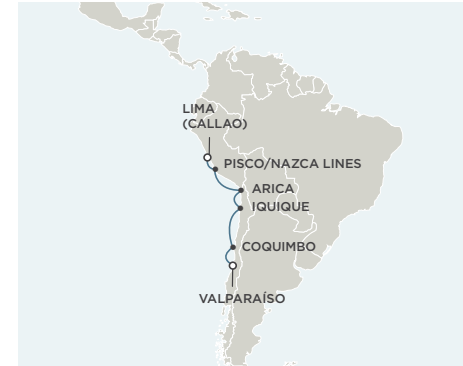 LIMA
(CALLAO)
PISCO/NAZCA LINES
ARICA
IQUIQUE
COQUIMBO
VALPARAÍSO